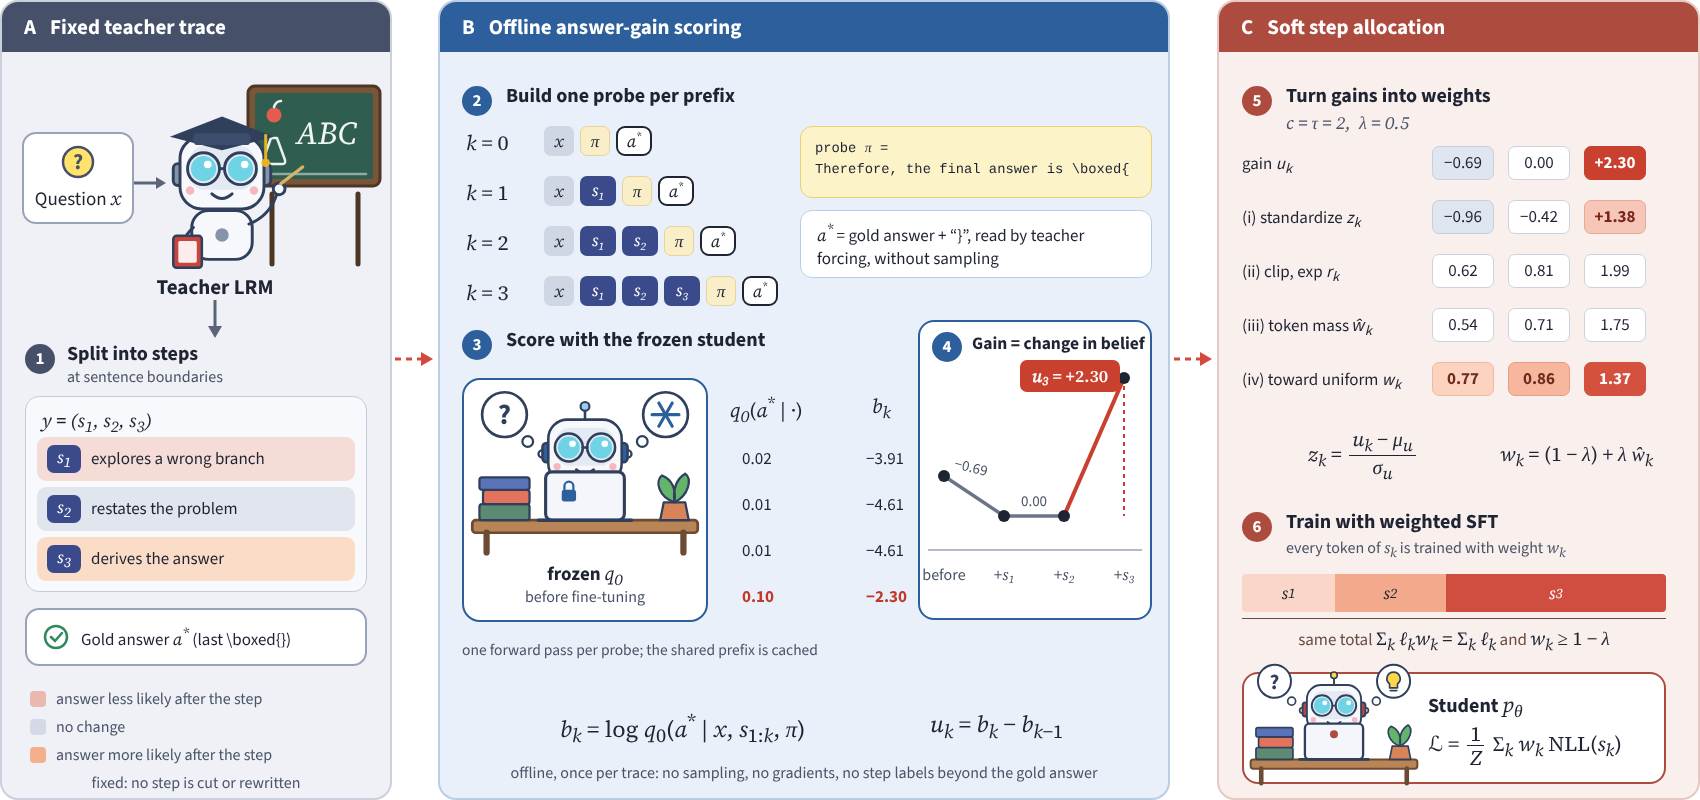 A Fixed teacher trace
ABC
?
Question x
Teacher LRM
1 Split into steps
at sentence boundaries
y = (s₁, s₂, s₃)
s₁ explores a wrong branch
s₂ restates the problem
s₃ derives the answer
Gold answer a* (last \boxed{})
answer less likely after the step
no change
answer more likely after the step
fixed: no step is cut or rewritten
B Offline answer-gain scoring
2 Build one probe per prefix
k = 0 x π a*
k = 1 x s₁ π a*
k = 2 x s₁ s₂ π a*
k = 3 x s₁ s₂ s₃ π a*
probe π =
Therefore, the final answer is \boxed{
a* = gold answer + “}”, read by teacher
forcing, without sampling
3 Score with the frozen student
?
frozen q₀
before fine-tuning
q₀(a* | ·) bₖ
0.02 −3.91
0.01 −4.61
0.01 −4.61
0.10 −2.30
4 Gain = change in belief
u₃ = +2.30
−0.69
0.00
before +s₁ +s₂ +s₃
one forward pass per probe; the shared prefix is cached
bₖ = log q₀(a* | x, s₁:ₖ, π)
uₖ = bₖ − bₖ₋₁
offline, once per trace: no sampling, no gradients, no step labels beyond the gold answer
C Soft step allocation
5 Turn gains into weights
c = τ = 2, λ = 0.5
gain uₖ −0.69 0.00 +2.30
(i) standardize zₖ −0.96 −0.42 +1.38
(ii) clip, exp rₖ 0.62 0.81 1.99
(iii) token mass ŵₖ 0.54 0.71 1.75
(iv) toward uniform wₖ 0.77 0.86 1.37
zₖ = (uₖ − μᵤ) / σᵤ
wₖ = (1 − λ) + λ ŵₖ
6 Train with weighted SFT
every token of sₖ is trained with weight wₖ
s1 s2 s3
same total Σₖ ℓₖwₖ = Σₖ ℓₖ and wₖ ≥ 1 − λ
?
Student p_θ
ℒ = 1/Z Σₖ wₖ NLL(sₖ)